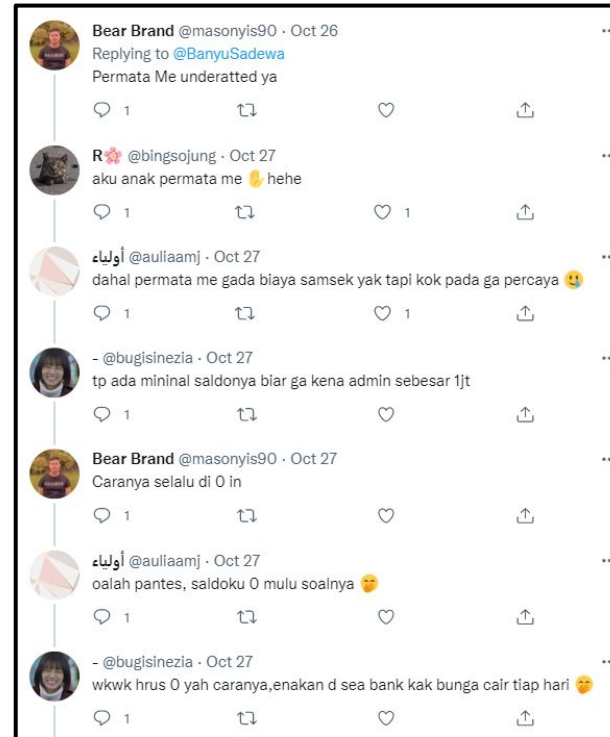 Bear Brand @masonyis90 · Oct 26
Replying to @BanyuSadewa
Permata Me underatted ya
1
R🌸 @bingsojung · Oct 27
aku anak permata me ✋ hehe
1 1
أولياء @auliaamj · Oct 27
dahal permata me gada biaya samsek yak tapi kok pada ga percaya 🥲
1 1
- @bugisinezia · Oct 27
tp ada mininal saldonya biar ga kena admin sebesar 1jt
1
Bear Brand @masonyis90 · Oct 27
Caranya selalu di 0 in
1
أولياء @auliaamj · Oct 27
oalah pantes, saldoku 0 mulu soalnya 🤭
1
- @bugisinezia · Oct 27
wkwk hrus 0 yah caranya,enakan d sea bank kak bunga cair tiap hari 🤭
1